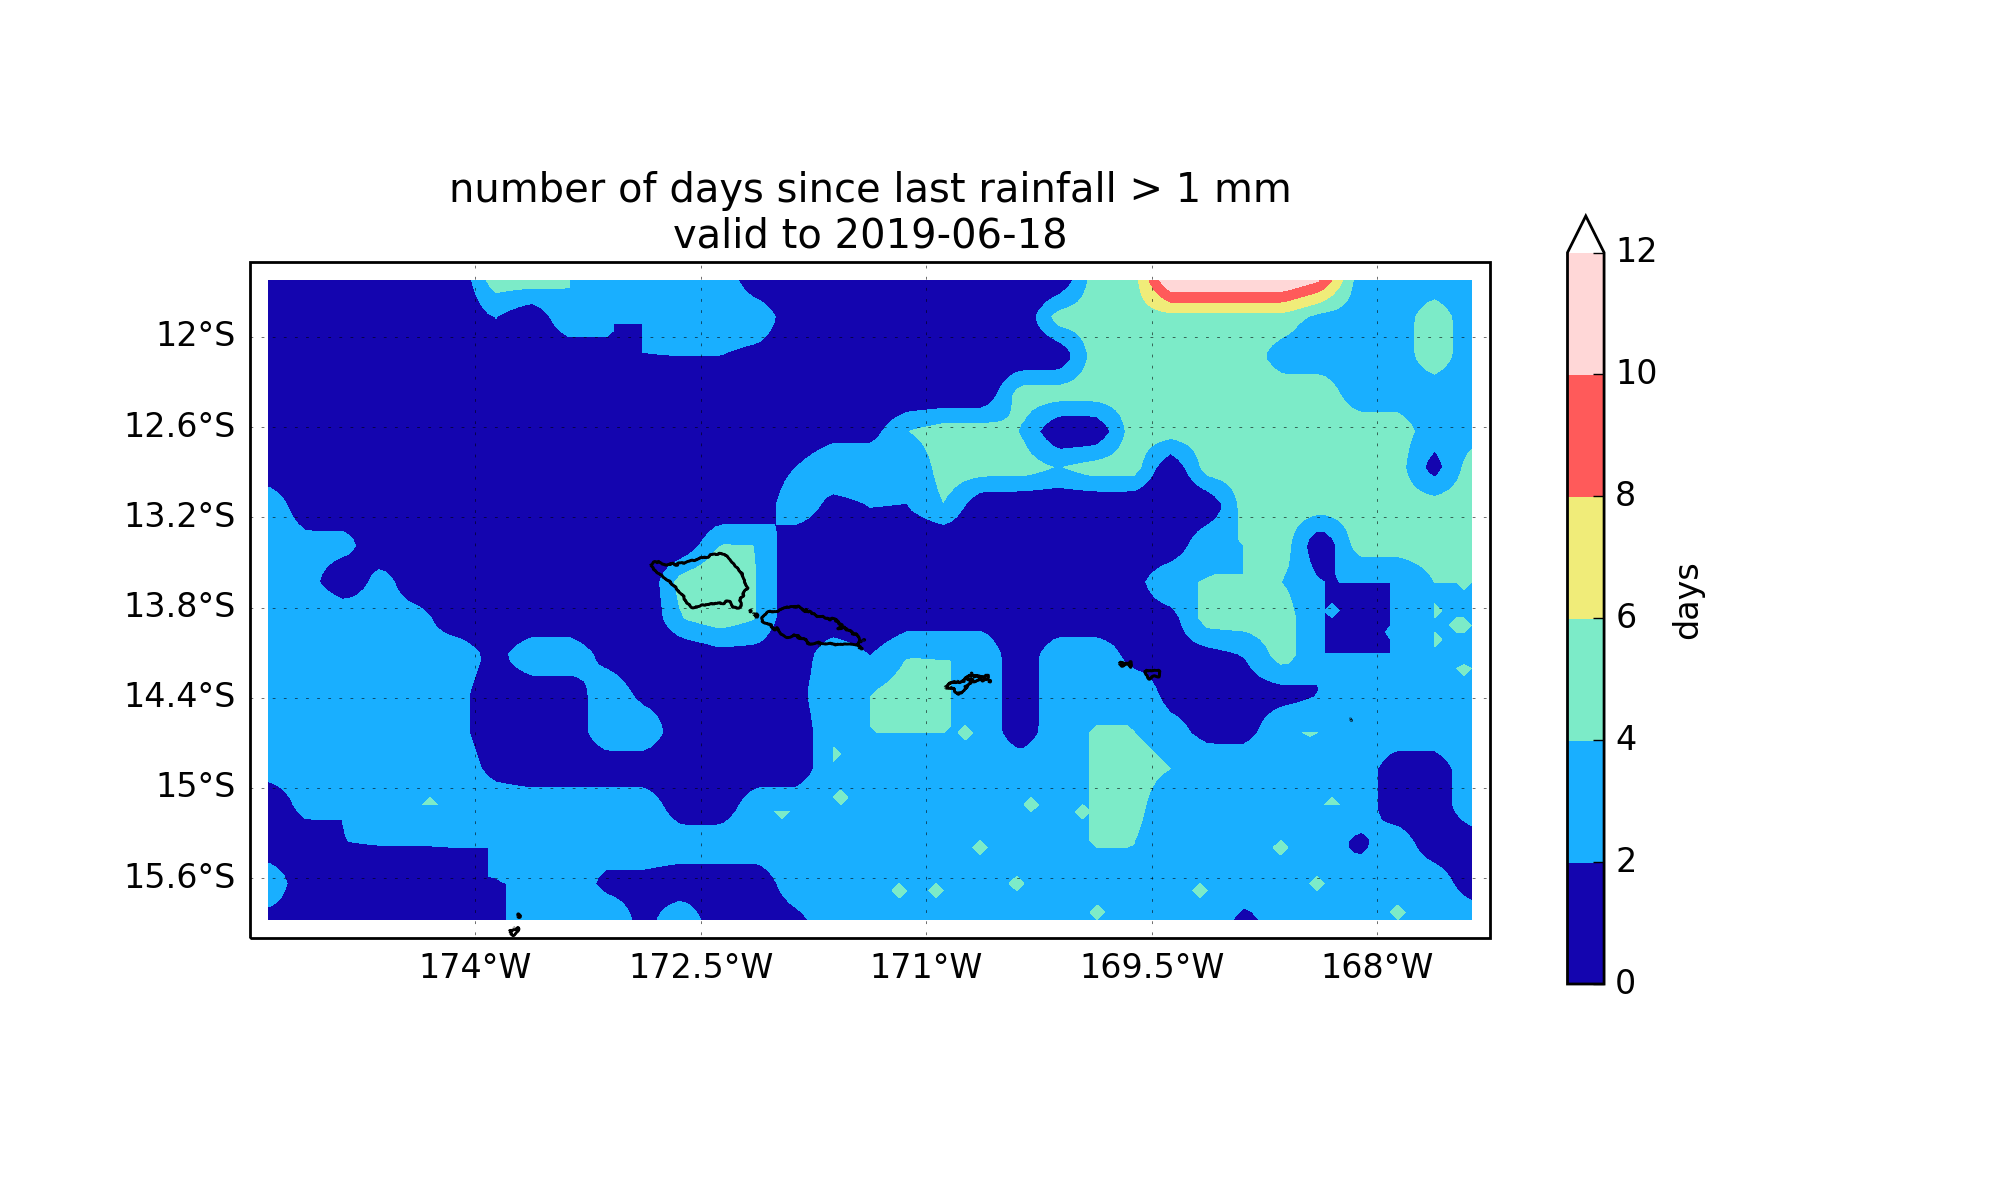 number of days since last rainfall > 1 mm
valid to 2019-06-18
12°S
12.6°S
13.2°S
13.8°S
14.4°S
15°S
15.6°S
174°W
172.5°W
171°W
169.5°W
168°W
12
10
8
6
4
2
0
days